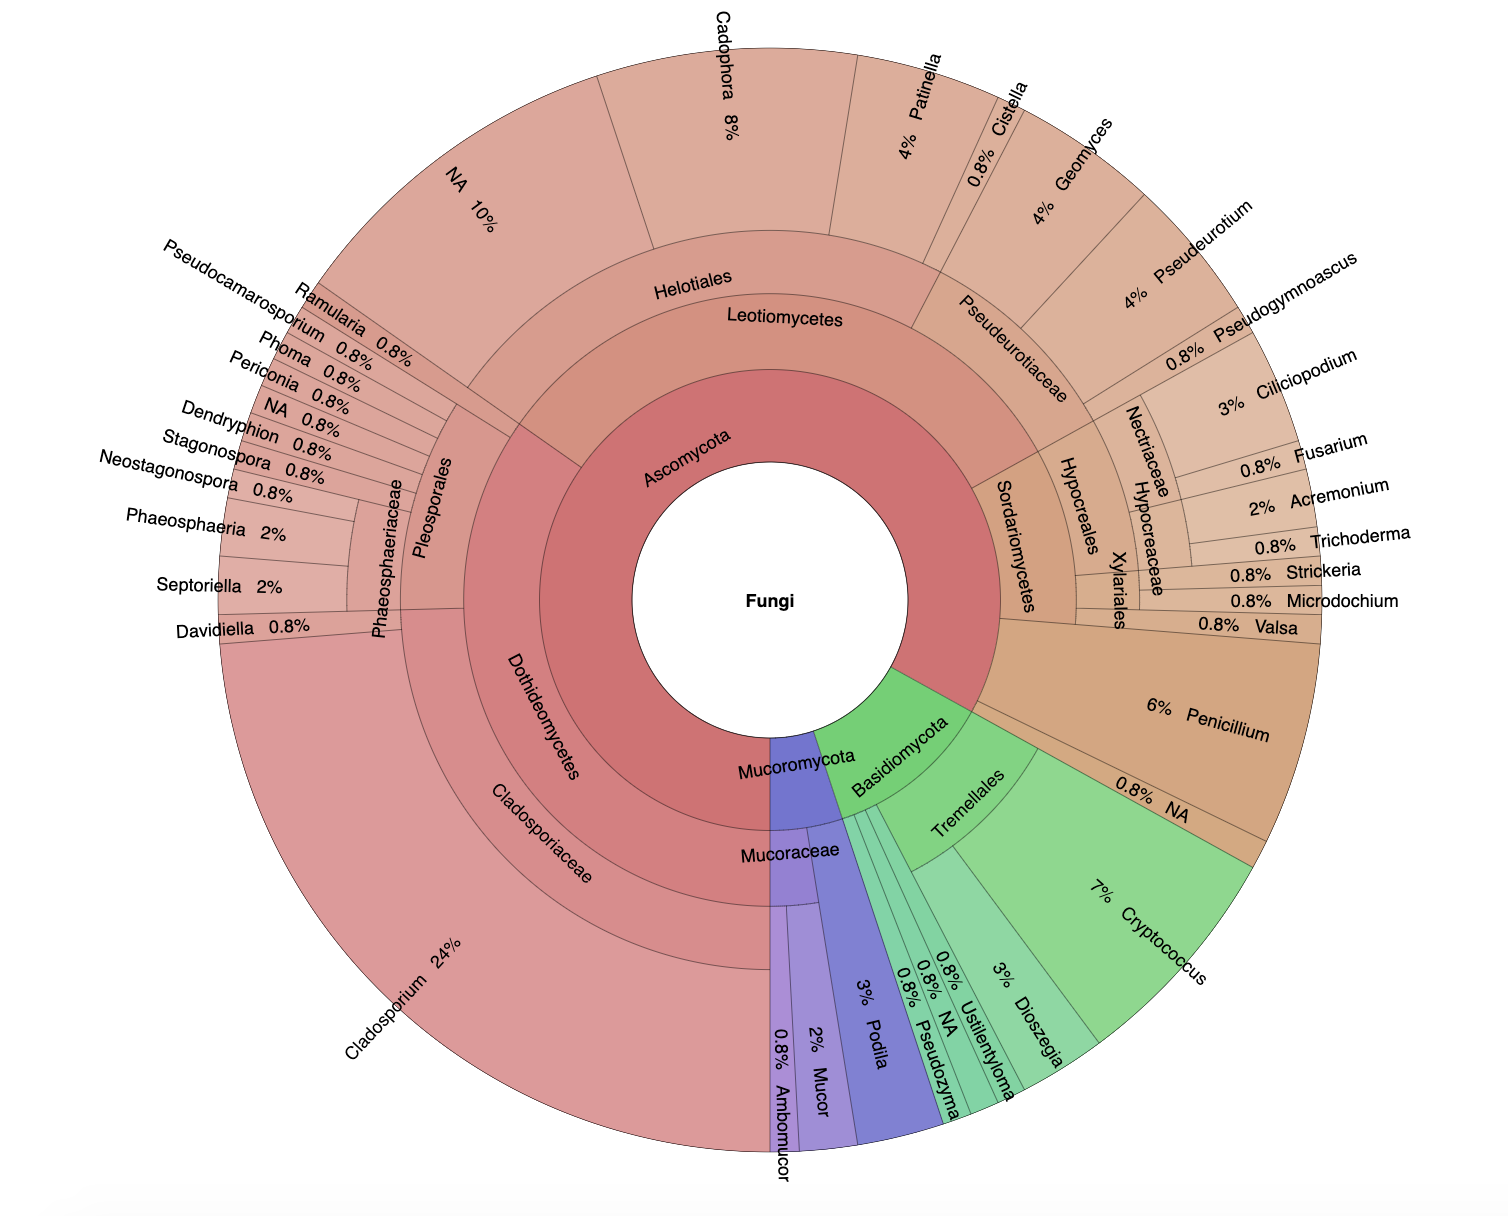 Fungi
Ascomycota
Basidiomycota
Mucoromycota
Leotiomycetes
Sordariomycetes
Dothideomycetes
Helotiales
Pseudeurotiaceae
Hypocreales
Nectriaceae
Hypocreaceae
Xylariales
Pleosporales
Phaeosphaeriaceae
Cladosporiaceae
Tremellales
Mucoraceae
Cadophora 8%
4% Patinella
0.8% Cistella
4% Geomyces
4% Pseudeurotium
0.8% Pseudogymnoascus
3% Ciliciopodium
0.8% Fusarium
2% Acremonium
0.8% Trichoderma
0.8% Strickeria
0.8% Microdochium
0.8% Valsa
6% Penicillium
0.8% NA
7% Cryptococcus
3% Dioszegia
0.8% Ustilentyloma
0.8% NA
0.8% Pseudozyma
3% Podila
2% Mucor
0.8% Ambomucor
Cladosporium 24%
Davidiella 0.8%
Septoriella 2%
Phaeosphaeria 2%
Neostagonospora 0.8%
Stagonospora 0.8%
Dendryphion 0.8%
NA 0.8%
Periconia 0.8%
Phoma 0.8%
Pseudocamarosporium 0.8%
Ramularia 0.8%
NA 10%